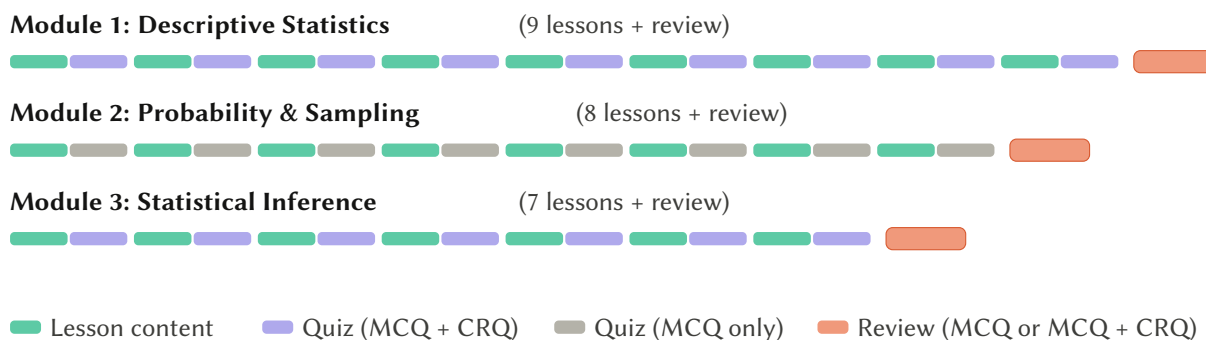 Module 1: Descriptive Statistics (9 lessons + review)
Module 2: Probability & Sampling (8 lessons + review)
Module 3: Statistical Inference (7 lessons + review)
Lesson content Quiz (MCQ + CRQ) Quiz (MCQ only) Review (MCQ or MCQ + CRQ)